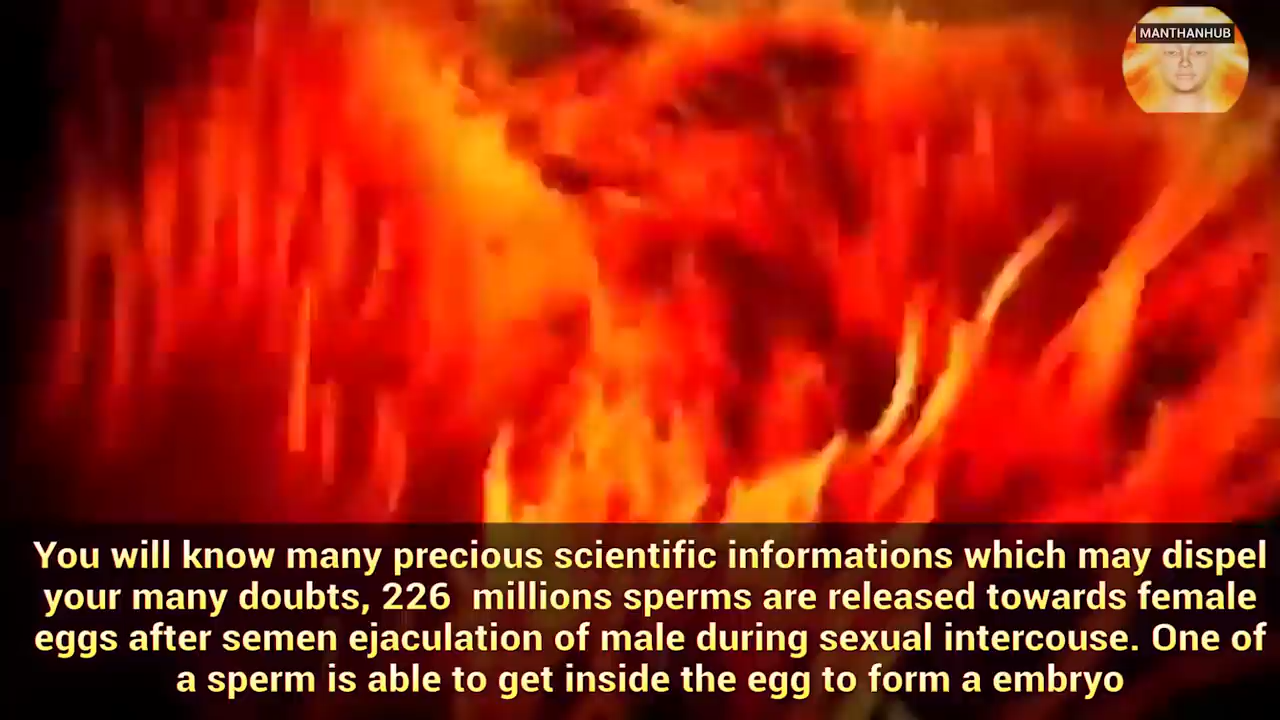 MANTHANHUB
You will know many precious scientific informations which may dispel
your many doubts, 226 millions sperms are released towards female
eggs after semen ejaculation of male during sexual intercouse. One of
a sperm is able to get inside the egg to form a embryo